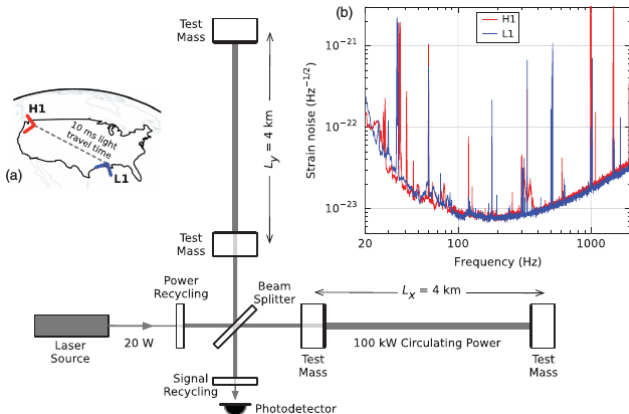 Test
Mass
H1
10 ms light
travel time
L1
(a)
Ly = 4 km
(b)
H1
L1
Strain noise (Hz-1/2)
10-21
10-22
10-23
20
100
1000
Frequency (Hz)
Test
Mass
Power
Recycling
Beam
Splitter
Lx = 4 km
Laser
Source
20 W
100 kW Circulating Power
Test
Mass
Test
Mass
Signal
Recycling
Photodetector